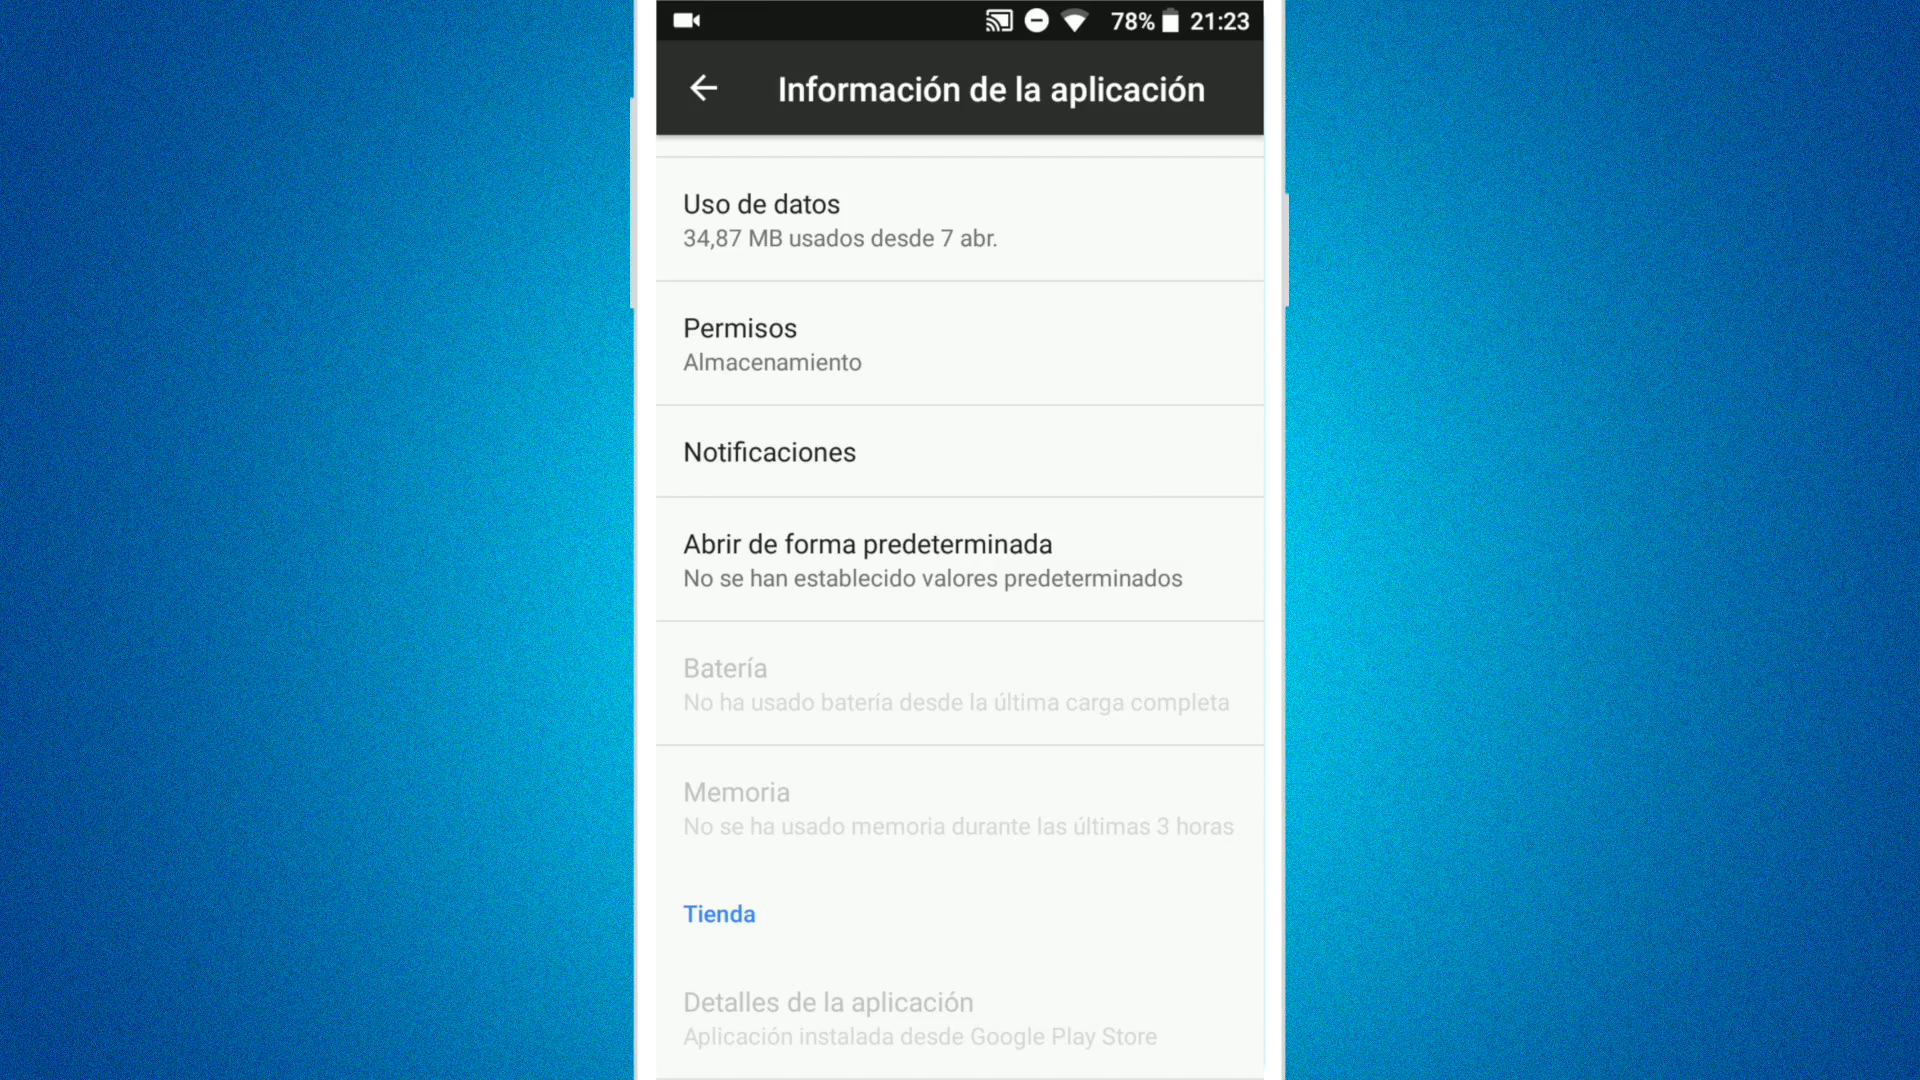 78% 21:23
Información de la aplicación
Uso de datos
34,87 MB usados desde 7 abr.
Permisos
Almacenamiento
Notificaciones
Abrir de forma predeterminada
No se han establecido valores predeterminados
Batería
No ha usado batería desde la última carga completa
Memoria
No se ha usado memoria durante las últimas 3 horas
Tienda
Detalles de la aplicación
Aplicación instalada desde Google Play Store